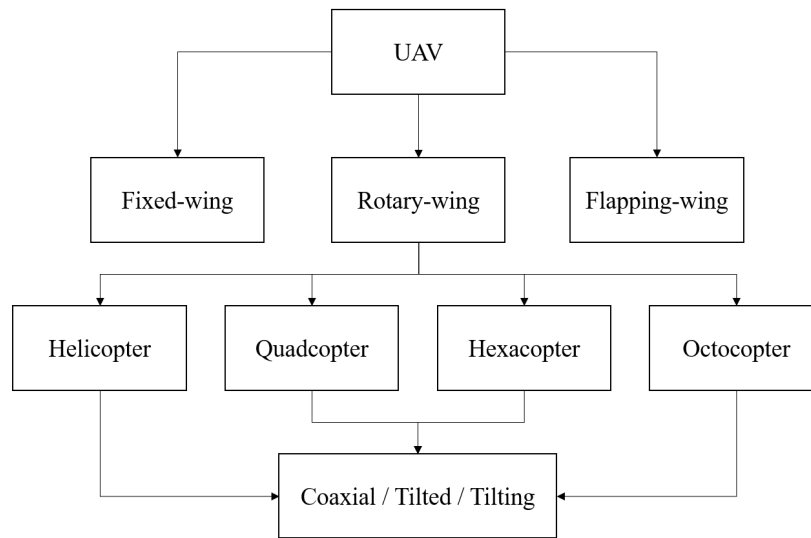 UAV
Fixed-wing
Rotary-wing
Flapping-wing
Helicopter
Quadcopter
Hexacopter
Octocopter
Coaxial / Tilted / Tilting